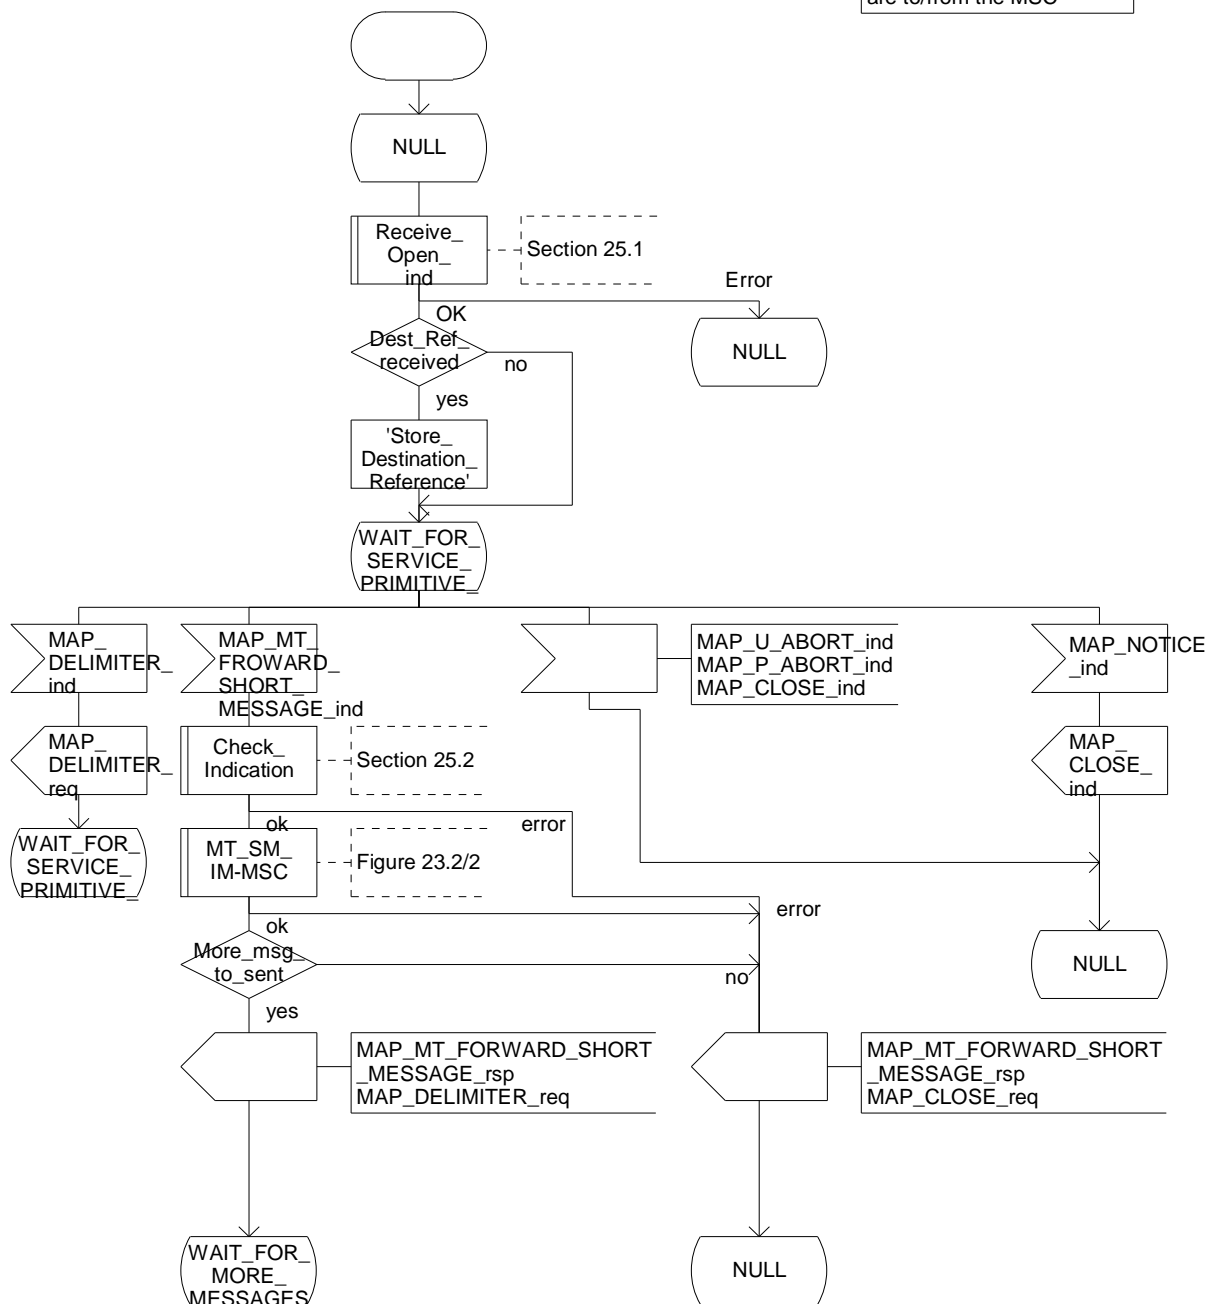 are to/from the MSC
NULL
Receive_
Open_
ind
Section 25.1
Error
OK
Dest_Ref_
received
no
NULL
yes
'Store_
Destination_
Reference'
WAIT_FOR_
SERVICE_
PRIMITIVE_
MAP_
DELIMITER_
ind
MAP_MT_
FROWARD_
SHORT_
MESSAGE_ind
MAP_U_ABORT_ind
MAP_P_ABORT_ind
MAP_CLOSE_ind
MAP_NOTICE
_ind
MAP_
DELIMITER_
req
Check_
Indication
Section 25.2
MAP_
CLOSE_
ind
ok
error
WAIT_FOR_
SERVICE_
PRIMITIVE_
MT_SM_
IM-MSC
Figure 23.2/2
error
ok
More_msg_
to_sent
no
NULL
yes
MAP_MT_FORWARD_SHORT
_MESSAGE_rsp
MAP_DELIMITER_req
MAP_MT_FORWARD_SHORT
_MESSAGE_rsp
MAP_CLOSE_req
WAIT_FOR_
MORE_
MESSAGES
NULL